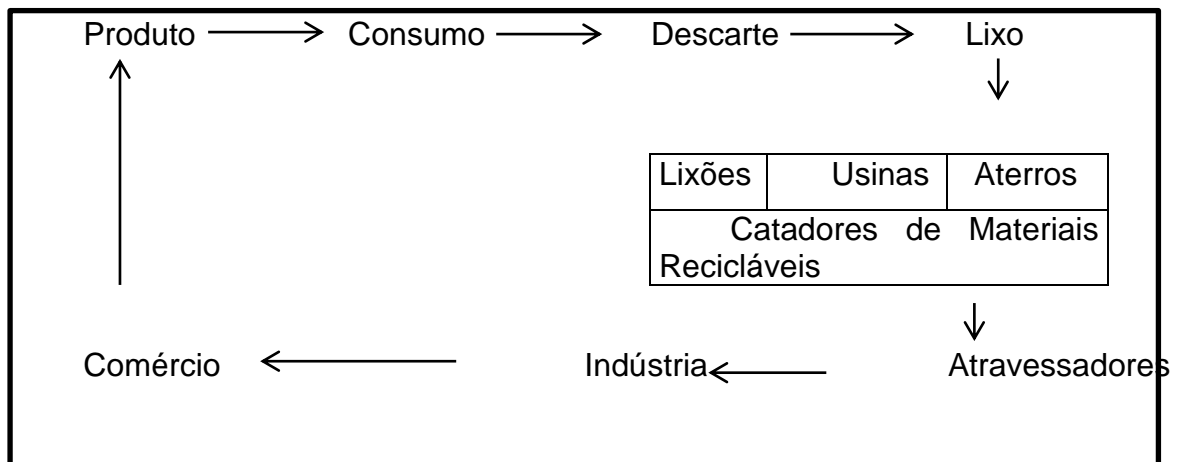 Produto Consumo Descarte Lixo
Lixões Usinas Aterros
Catadores de Materiais
Recicláveis
Comércio Indústria Atravessadores